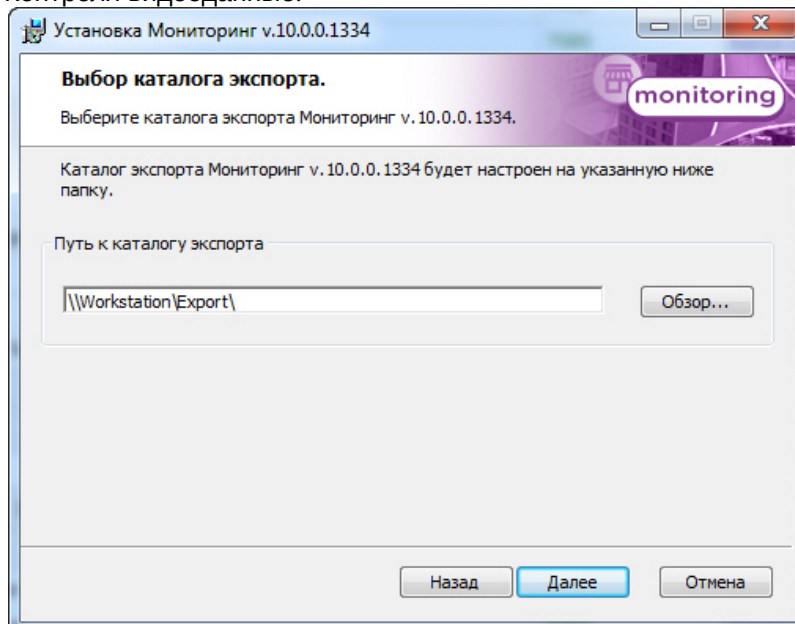 контроля видеоданные.
Установка Мониторинг v.10.0.0.1334
Выбор каталога экспорта.
monitoring
Выберите каталога экспорта Мониторинг v.10.0.0.1334.
Каталог экспорта Мониторинг v.10.0.0.1334 будет настроен на указанную ниже
папку.
Путь к каталогу экспорта
\\Workstation\Export\
Обзор...
Назад
Далее
Отмена